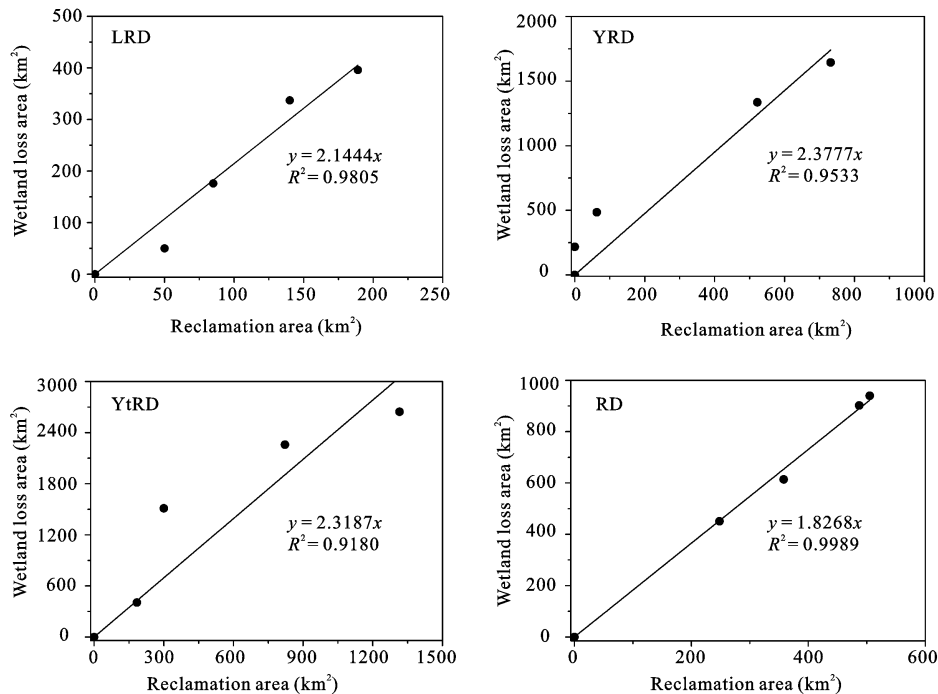 LRD
500
400
300
200
100
0
Wetland loss area (km²)
y = 2.1444x
R² = 0.9805
0 50 100 150 200 250
Reclamation area (km²)
YRD
2000
1500
1000
500
0
Wetland loss area (km²)
y = 2.3777x
R² = 0.9533
0 200 400 600 800 1000
Reclamation area (km²)
YtRD
3000
2400
1800
1200
600
0
Wetland loss area (km²)
y = 2.3187x
R² = 0.9180
0 300 600 900 1200 1500
Reclamation area (km²)
RD
1000
800
600
400
200
0
Wetland loss area (km²)
y = 1.8268x
R² = 0.9989
0 200 400 600
Reclamation area (km²)